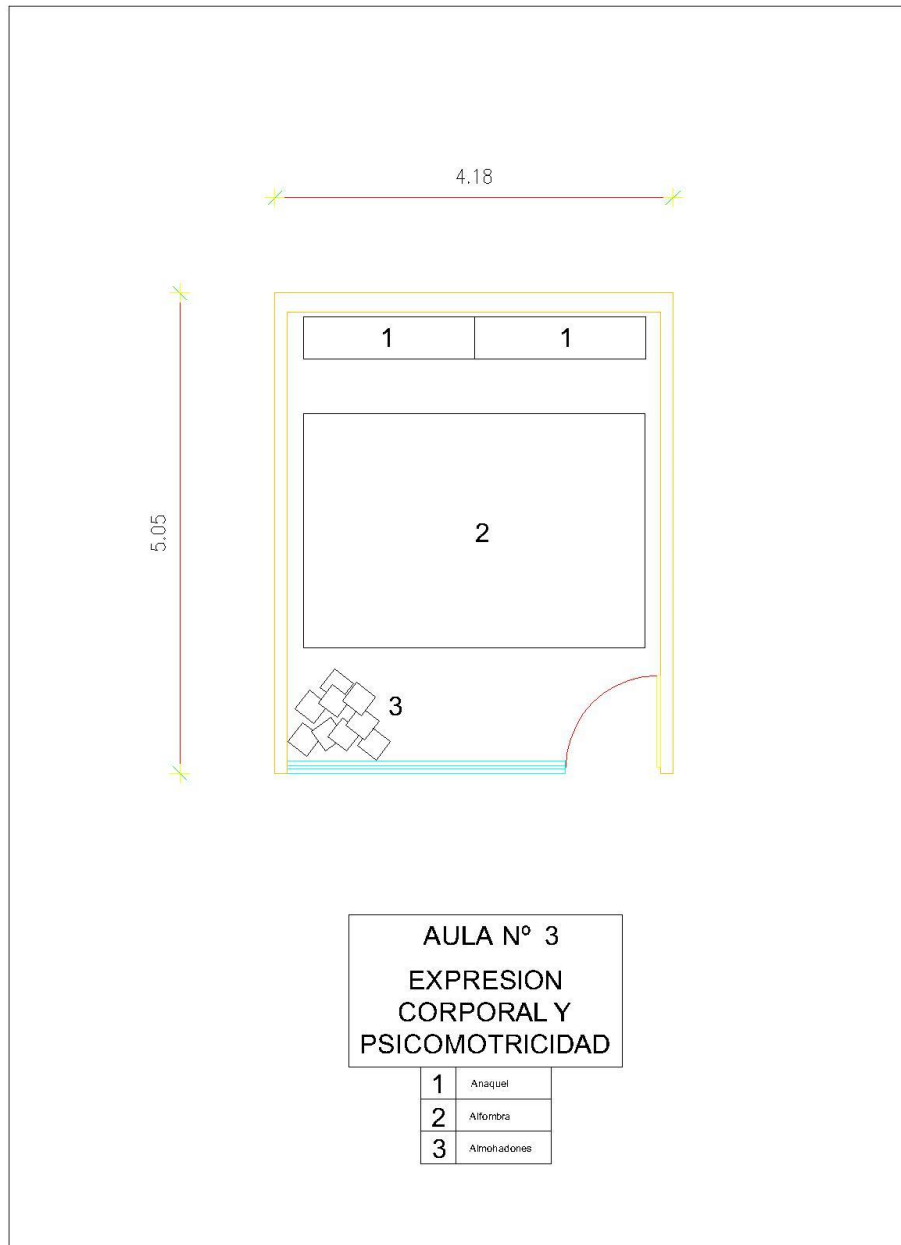 4.18
1 1
5.05
2
3
AULA Nº 3
EXPRESION
CORPORAL Y
PSICOMOTRICIDAD
1 Anaquel
2 Alfombra
3 Almohadones